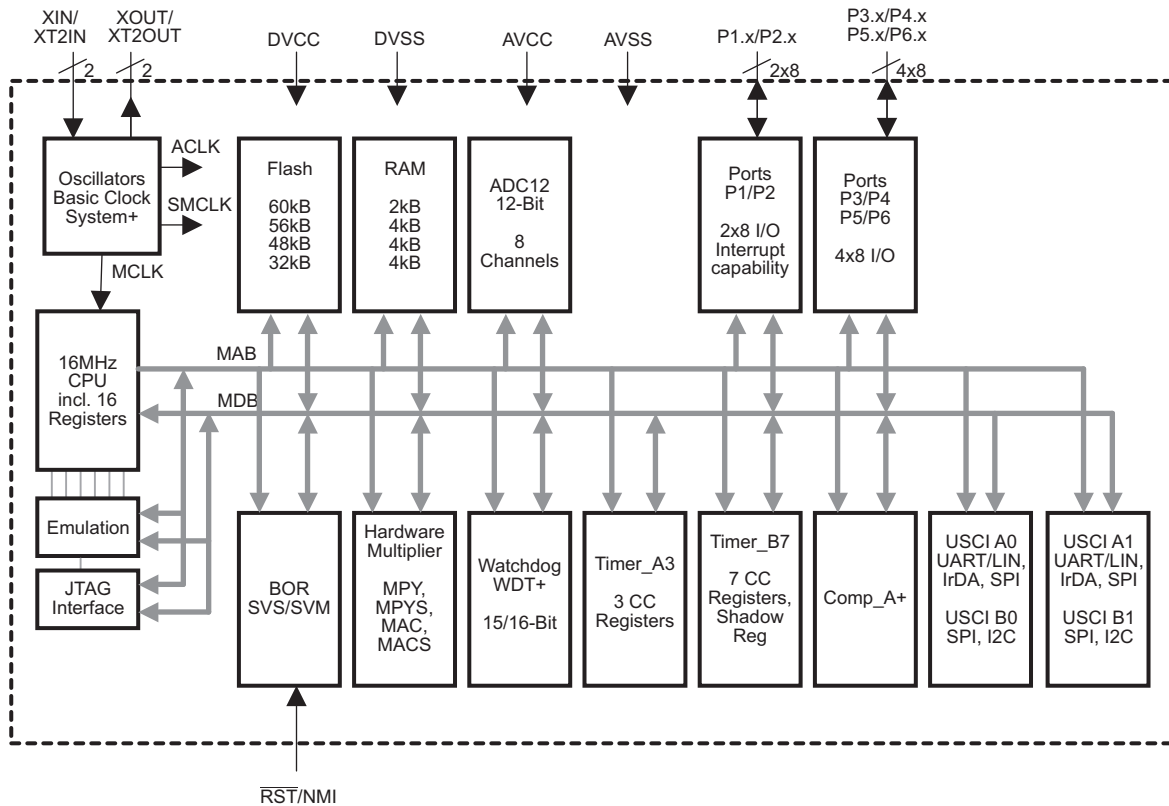 XIN/
XT2IN
XOUT/
XT2OUT
2
2
DVCC
DVSS
AVCC
AVSS
P1.x/P2.x
2x8
P3.x/P4.x
P5.x/P6.x
4x8
Oscillators
Basic Clock
System+
ACLK
SMCLK
MCLK
Flash
60kB
56kB
48kB
32kB
RAM
2kB
4kB
4kB
4kB
ADC12
12-Bit
8
Channels
Ports
P1/P2
2x8 I/O
Interrupt
capability
Ports
P3/P4
P5/P6
4x8 I/O
16MHz
CPU
incl. 16
Registers
MAB
MDB
Emulation
JTAG
Interface
BOR
SVS/SVM
Hardware
Multiplier
MPY,
MPYS,
MAC,
MACS
Watchdog
WDT+
15/16-Bit
Timer_A3
3 CC
Registers
Timer_B7
7 CC
Registers,
Shadow
Reg
Comp_A+
USCI A0
UART/LIN,
IrDA, SPI
USCI B0
SPI, I2C
USCI A1
UART/LIN,
IrDA, SPI
USCI B1
SPI, I2C
RST/NMI